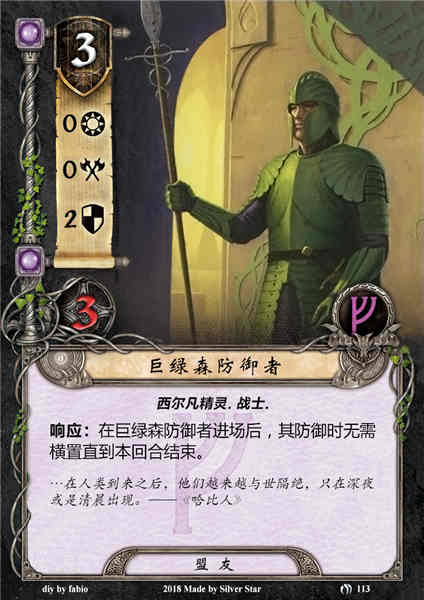 3
0
0
2
3
巨绿森防御者
西尔凡精灵. 战士.
响应：在巨绿森防御者进场后，其防御时无需
横置直到本回合结束。
…在人类到来之后，他们越来越与世隔绝，只在深夜
或是清晨出现。——《哈比人》
盟友
diy by fabio
2018 Made by Silver Star
113